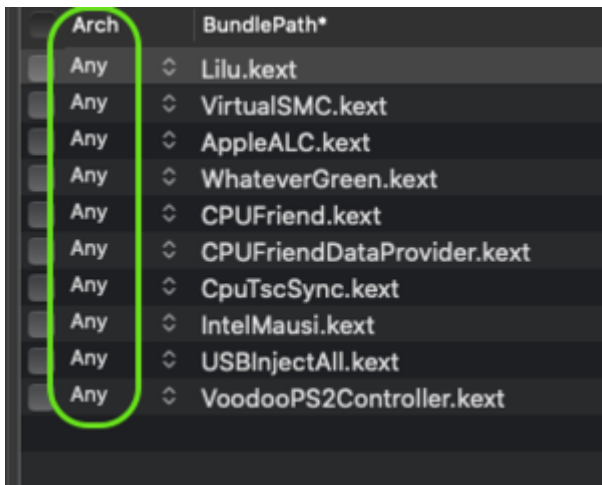 Arch BundlePath*
Any Lilu.kext
Any VirtualSMC.kext
Any AppleALC.kext
Any WhateverGreen.kext
Any CPUFriend.kext
Any CPUFriendDataProvider.kext
Any CpuTscSync.kext
Any IntelMausi.kext
Any USBInjectAll.kext
Any VoodooPS2Controller.kext